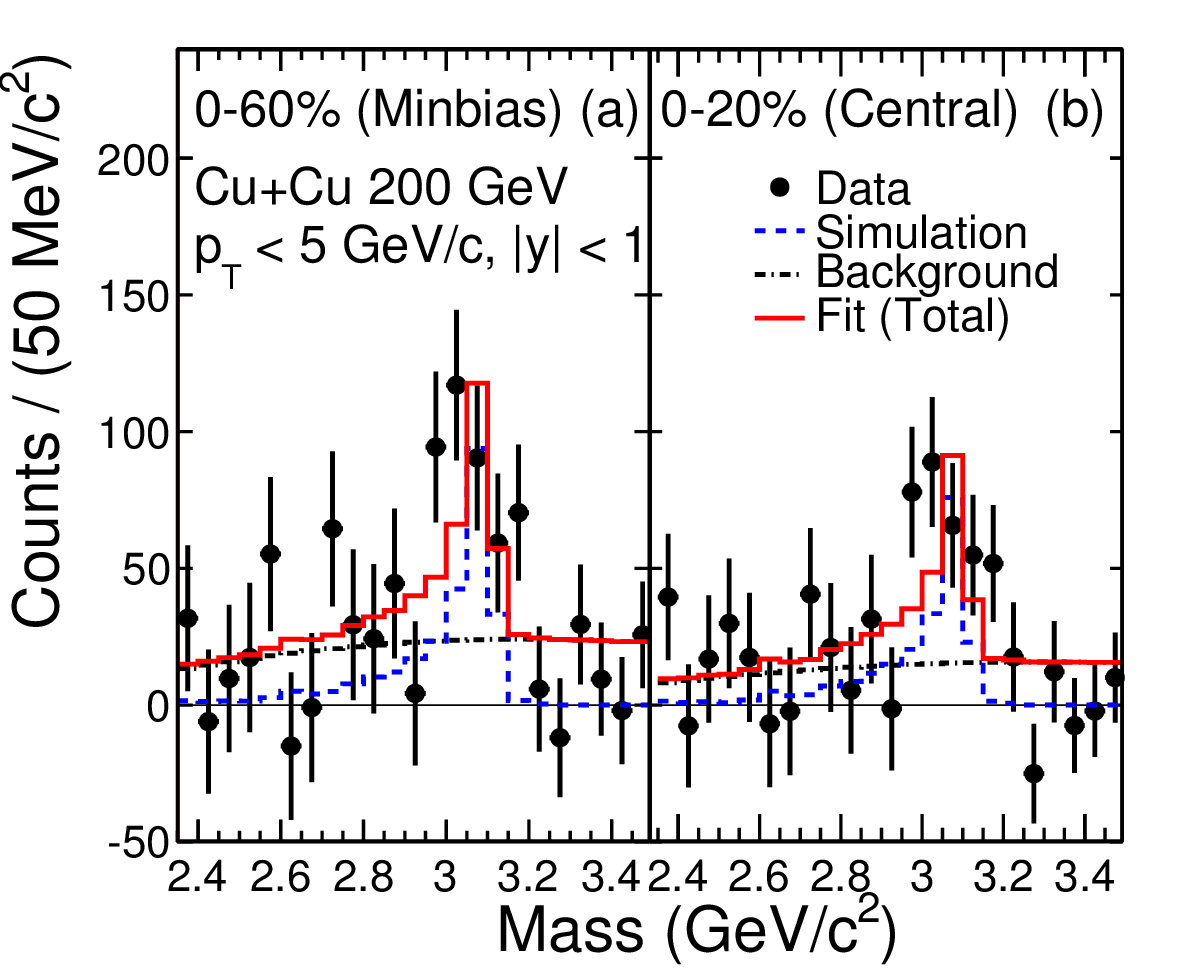 0-60% (Minbias) (a)
0-20% (Central) (b)
Cu+Cu 200 GeV
p_T < 5 GeV/c, |y| < 1
Data
Simulation
Background
Fit (Total)
Counts / (50 MeV/c²)
200
150
100
50
0
-50
2.4 2.6 2.8 3 3.2 3.4
2.4 2.6 2.8 3 3.2 3.4
Mass (GeV/c²)